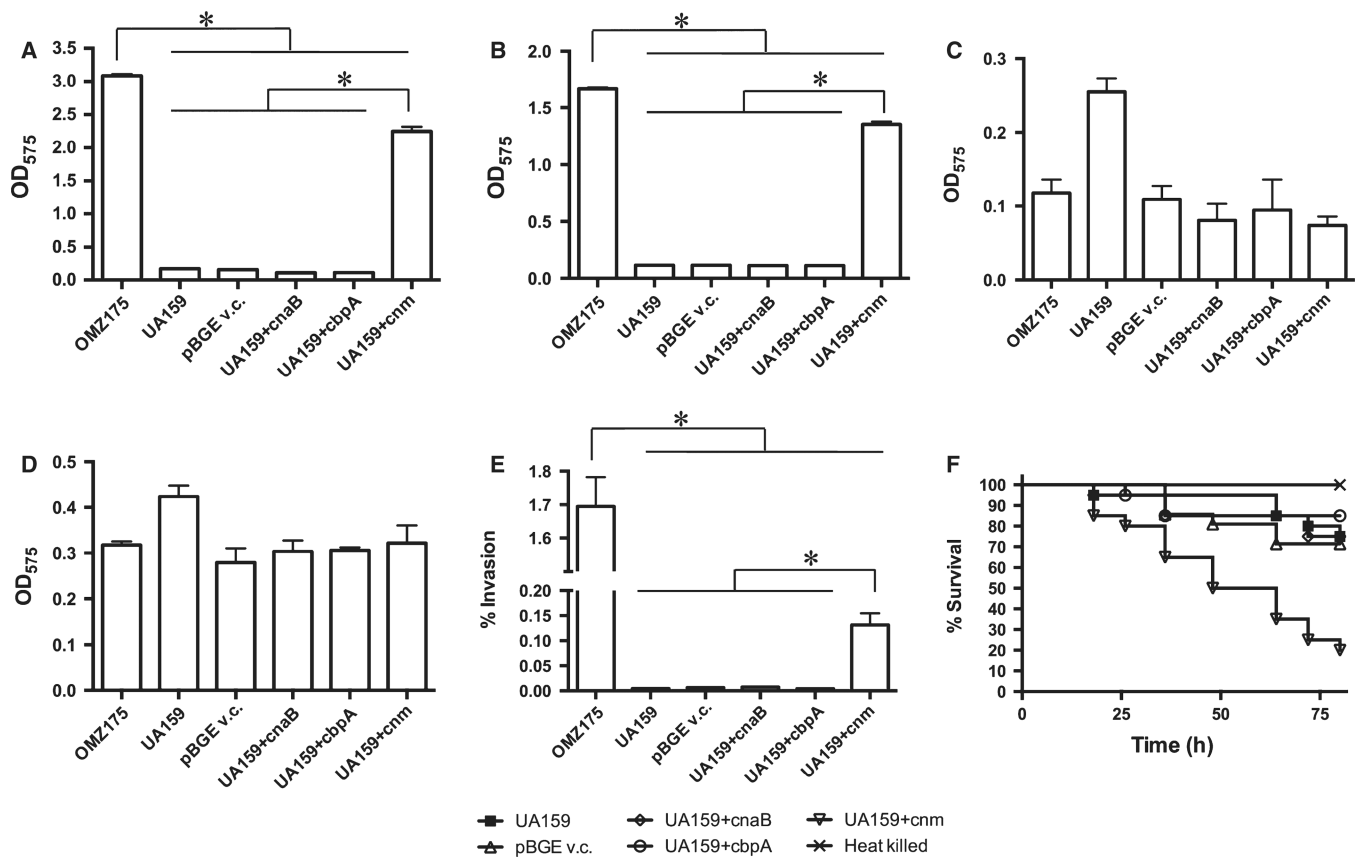 A
*
*
OD575
3.5
3.0
2.5
2.0
1.5
1.0
0.5
0.0
OMZ175
UA159
pBGE v.c.
UA159+cnaB
UA159+cbpA
UA159+cnm
B
*
*
OD575
2.0
1.5
1.0
0.5
0.0
OMZ175
UA159
pBGE v.c.
UA159+cnaB
UA159+cbpA
UA159+cnm
C
OD575
0.3
0.2
0.1
0.0
OMZ175
UA159
pBGE v.c.
UA159+cnaB
UA159+cbpA
UA159+cnm
D
OD575
0.5
0.4
0.3
0.2
0.1
0.0
OMZ175
UA159
pBGE v.c.
UA159+cnaB
UA159+cbpA
UA159+cnm
E
*
*
% Invasion
1.8
1.7
1.6
0.20
0.15
0.10
0.05
0.00
OMZ175
UA159
pBGE v.c.
UA159+cnaB
UA159+cbpA
UA159+cnm
F
% Survival
100
90
80
70
60
50
40
30
20
10
0
0 25 50 75
Time (h)
UA159 UA159+cnaB UA159+cnm
pBGE v.c. UA159+cbpA Heat killed